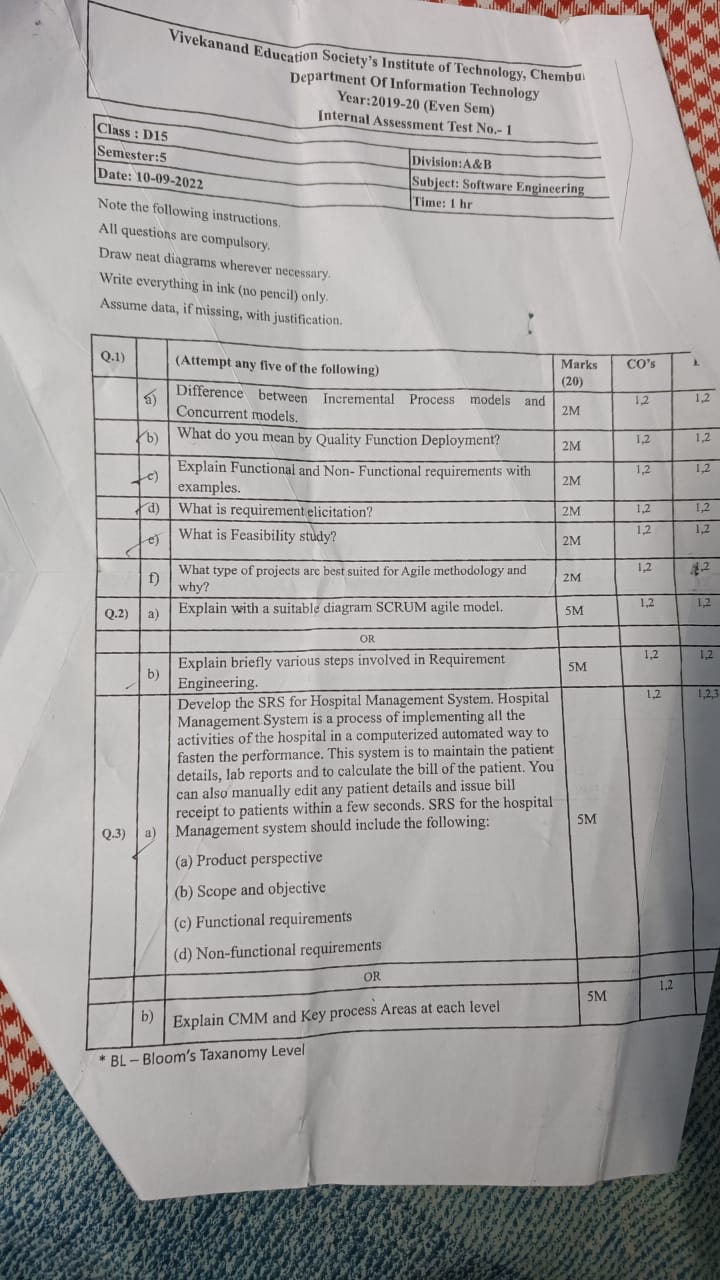 Vivekanand Education Society's Institute of Technology, Chembu
Department Of Information Technology
Year:2019-20 (Even Sem)
Internal Assessment Test No.- 1
Class : D15
Semester:5
Division:A&B
Date: 10-09-2022
Subject: Software Engineering
Time: 1 hr
Note the following instructions.
All questions are compulsory.
Draw neat diagrams wherever necessary.
Write everything in ink (no pencil) only.
Assume data, if missing, with justification.
Q.1) (Attempt any five of the following) Marks (20) CO's
a) Difference between Incremental Process models and
Concurrent models. 2M 1,2 1,2
b) What do you mean by Quality Function Deployment? 2M 1,2 1,2
c) Explain Functional and Non- Functional requirements with
examples. 2M 1,2 1,2
d) What is requirement elicitation? 2M 1,2 1,2
e) What is Feasibility study? 2M 1,2 1,2
f) What type of projects are best suited for Agile methodology and
why? 2M 1,2 1,2
Q.2) a) Explain with a suitable diagram SCRUM agile model. 5M 1,2 1,2
OR
b) Explain briefly various steps involved in Requirement
Engineering. 5M 1,2 1,2
Develop the SRS for Hospital Management System. Hospital 1,2 1,2,3
Management System is a process of implementing all the
activities of the hospital in a computerized automated way to
fasten the performance. This system is to maintain the patient
details, lab reports and to calculate the bill of the patient. You
can also manually edit any patient details and issue bill
receipt to patients within a few seconds. SRS for the hospital
Q.3) a) Management system should include the following: 5M
(a) Product perspective
(b) Scope and objective
(c) Functional requirements
(d) Non-functional requirements
OR
b) Explain CMM and Key process Areas at each level 5M 1,2
* BL – Bloom's Taxanomy Level